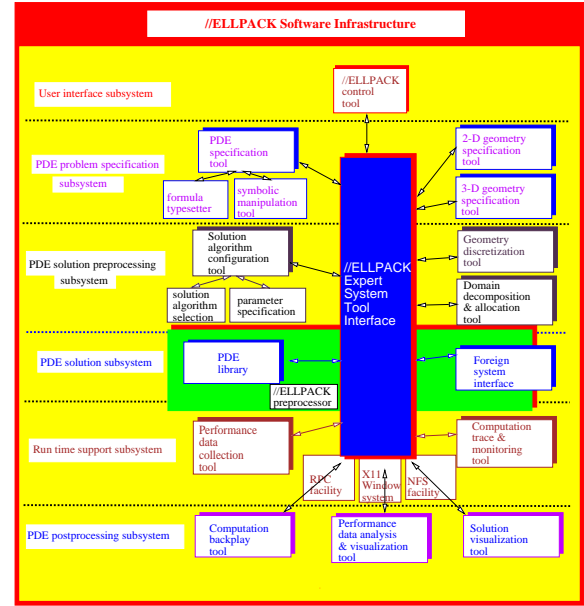 //ELLPACK Software Infrastructure
User interface subsystem
//ELLPACK
control
tool
PDE problem specification
subsystem
PDE
specification
tool
formula
typesetter
symbolic
manipulation
tool
2-D geometry
specification
tool
3-D geometry
specification
tool
PDE solution preprocessing
subsystem
Solution
algorithm
configuration
tool
solution
algorithm
selection
parameter
specification
//ELLPACK
Expert
System
Tool
Interface
Geometry
discretization
tool
Domain
decomposition
& allocation
tool
PDE solution subsystem
PDE
library
//ELLPACK
preprocessor
Foreign
system
interface
Run time support subsystem
Performance
data
collection
tool
Computation
trace &
monitoring
tool
RPC
facility
X11
Window
system
NFS
facility
PDE postprocessing subsystem
Computation
backplay
tool
Performance
data analysis
& visualization
tool
Solution
visualization
tool